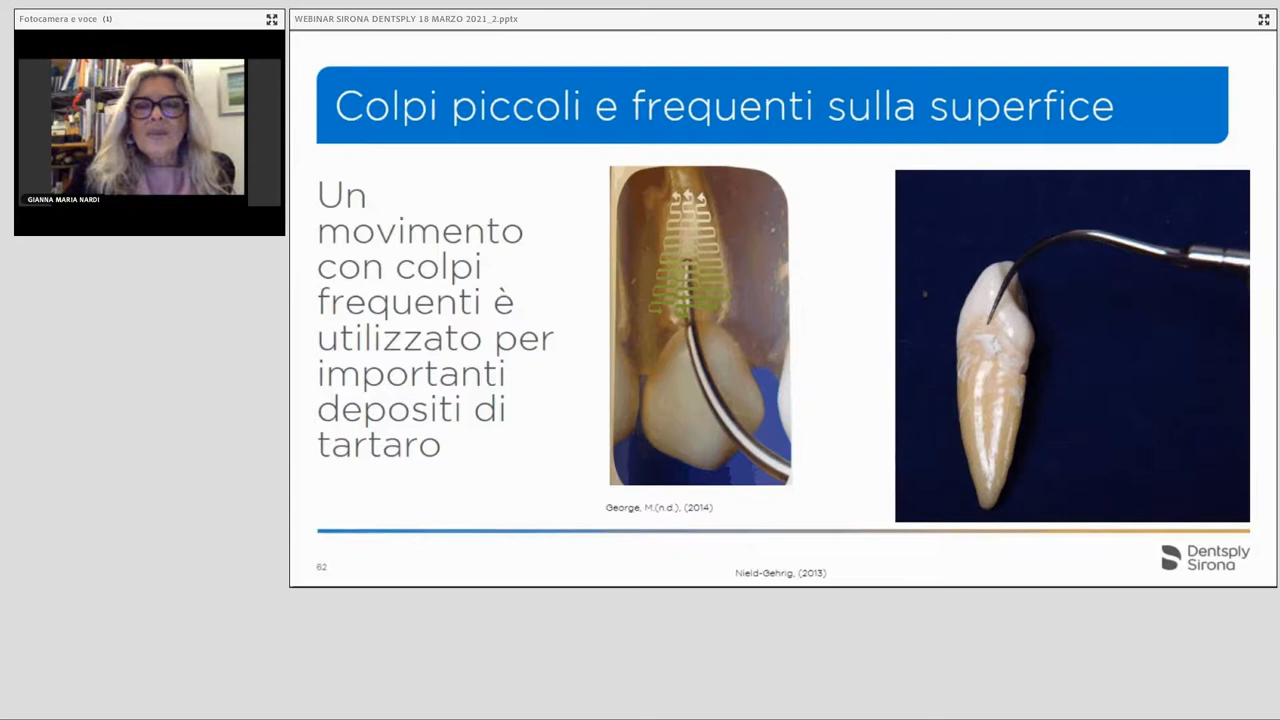 Fotocamera e voce (1)
GIANNA MARIA NARDI
WEBINAR SIRONA DENTSPLY 18 MARZO 2021_2.pptx
Colpi piccoli e frequenti sulla superfice
Un
movimento
con colpi
frequenti è
utilizzato per
importanti
depositi di
tartaro
George, M.(n.d.), (2014)
62
Nield-Gehrig, (2013)
Dentsply
Sirona